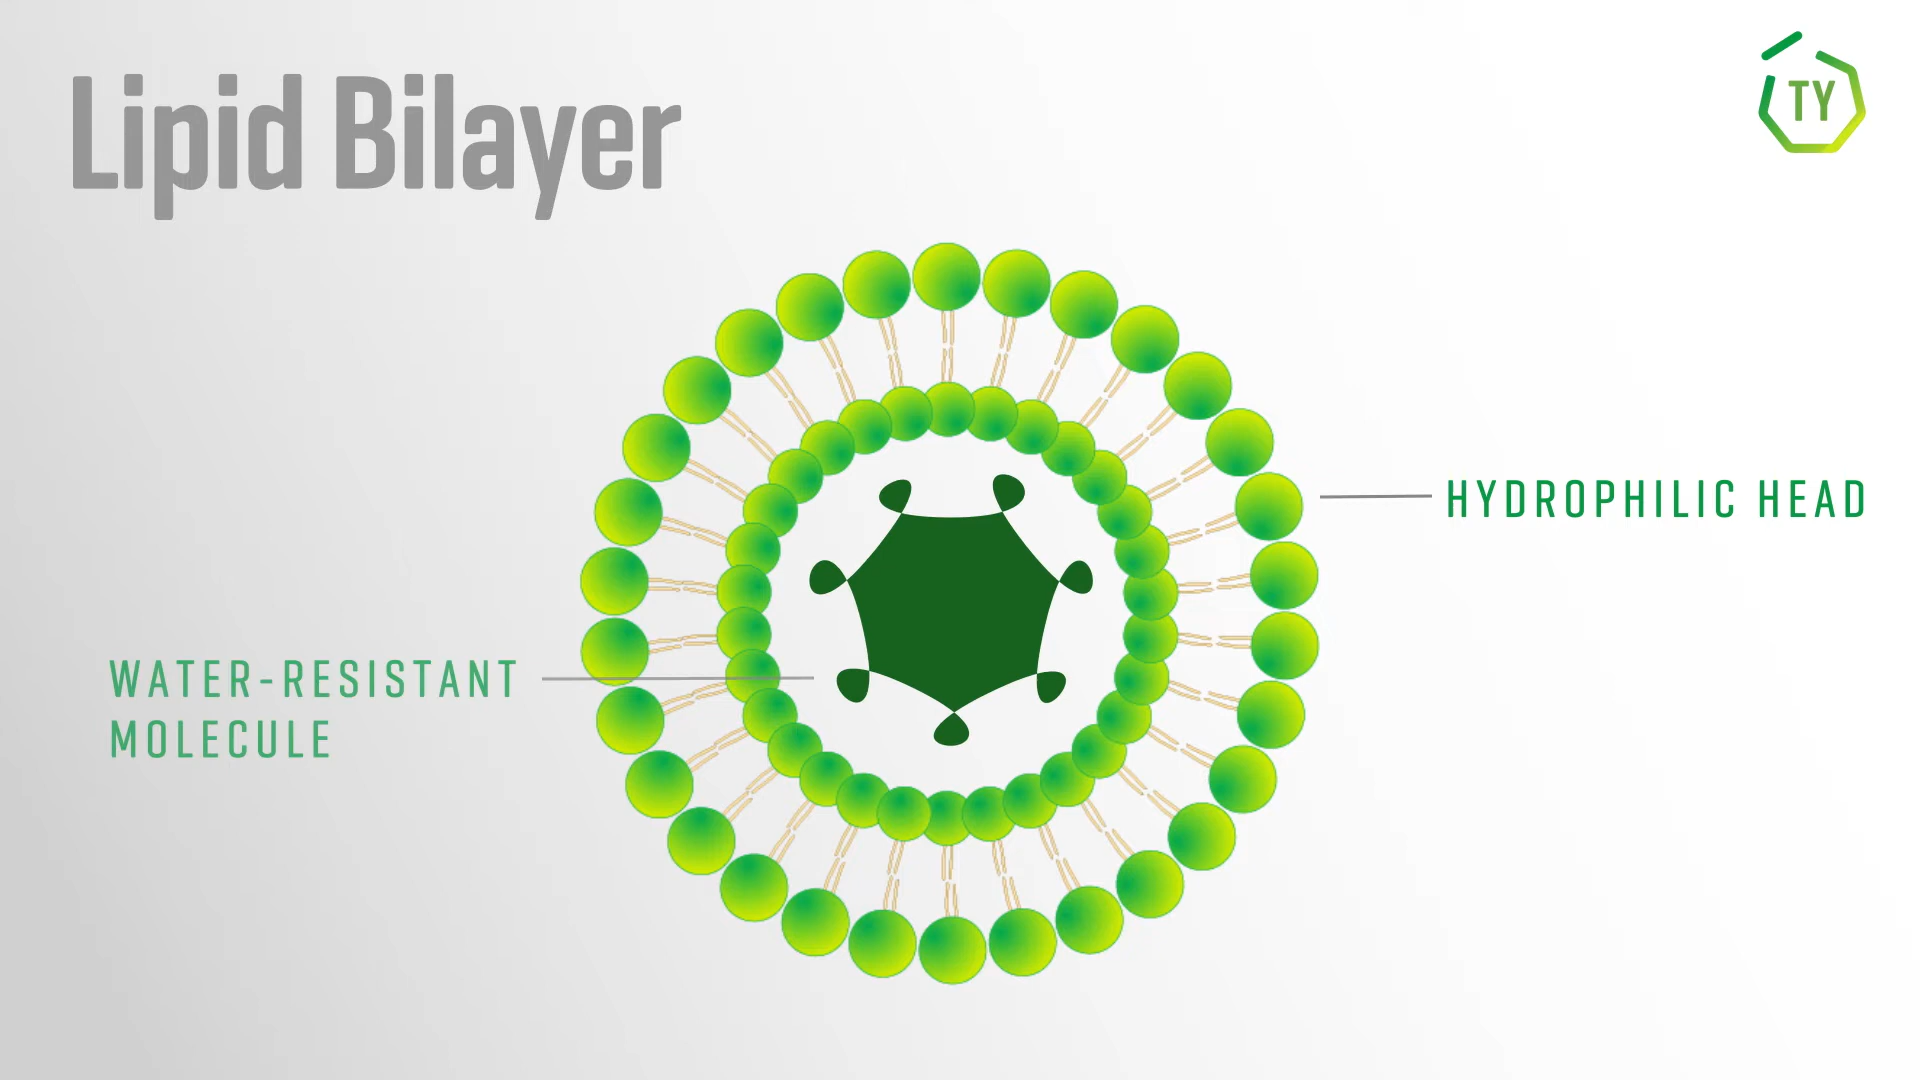 Lipid Bilayer
TY
HYDROPHILIC HEAD
WATER-RESISTANT
MOLECULE